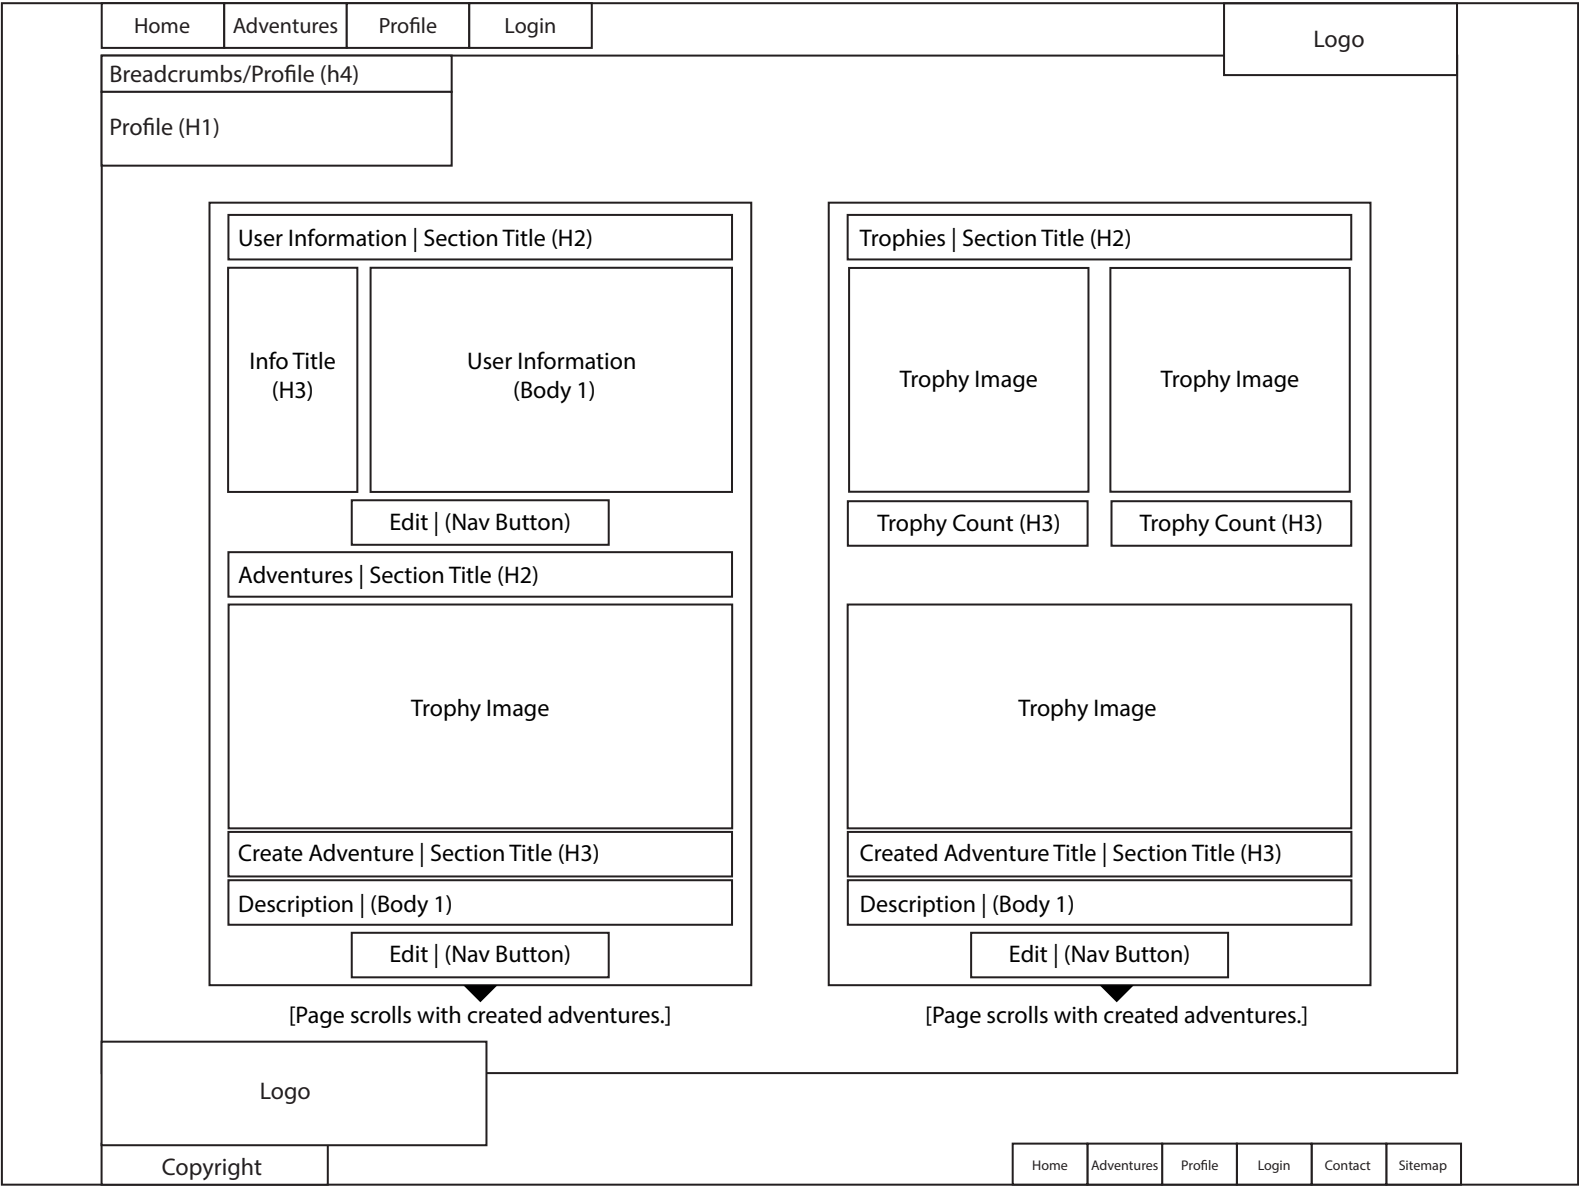 Home
Adventures
Profile
Login
Logo
Breadcrumbs/Profile (h4)
Profile (H1)
User Information | Section Title (H2)
Info Title
(H3)
User Information
(Body 1)
Edit | (Nav Button)
Adventures | Section Title (H2)
Trophy Image
Create Adventure | Section Title (H3)
Description | (Body 1)
Edit | (Nav Button)
[Page scrolls with created adventures.]
Trophies | Section Title (H2)
Trophy Image
Trophy Image
Trophy Count (H3)
Trophy Count (H3)
Trophy Image
Created Adventure Title | Section Title (H3)
Description | (Body 1)
Edit | (Nav Button)
[Page scrolls with created adventures.]
Logo
Copyright
Home
Adventures
Profile
Login
Contact
Sitemap